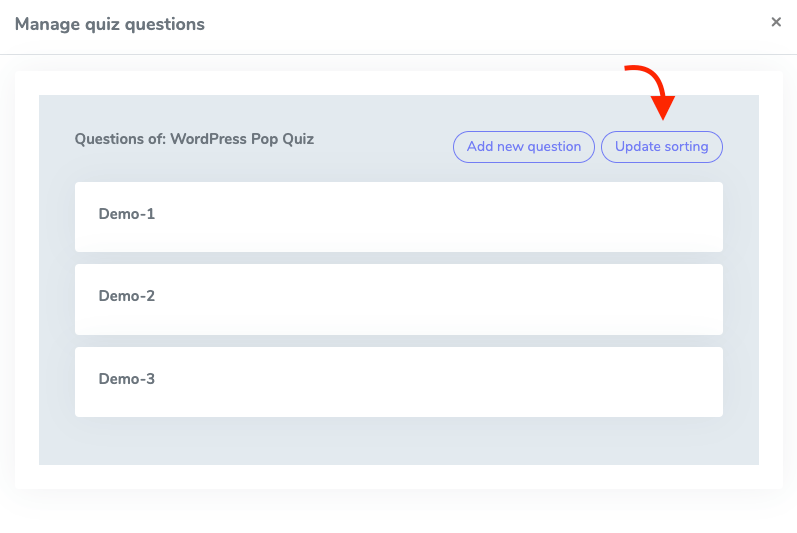 Manage quiz questions ×
Questions of: WordPress Pop Quiz
Add new question Update sorting
Demo-1
Demo-2
Demo-3